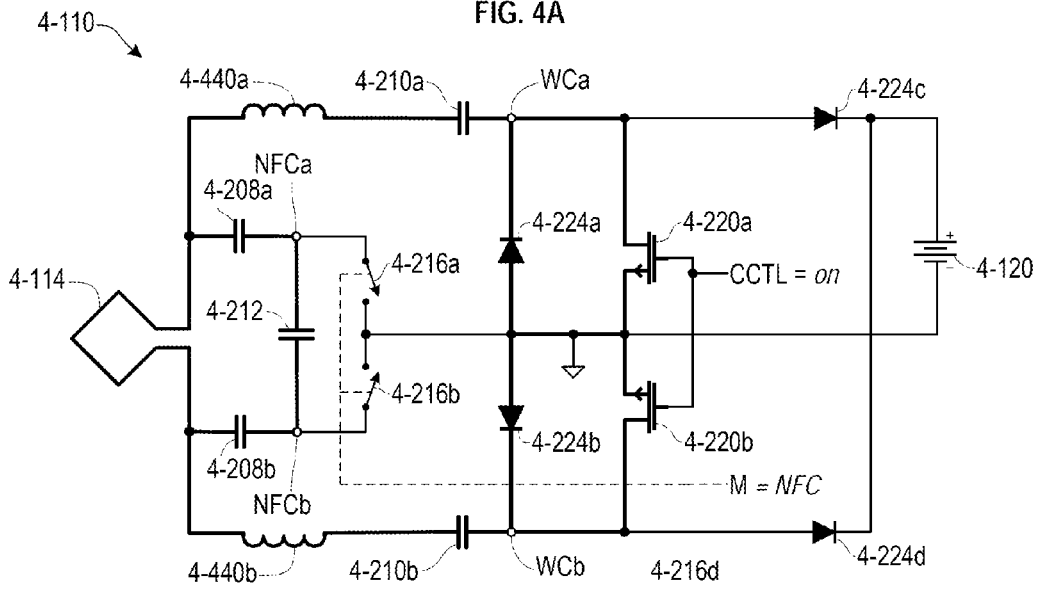 FIG. 4A
4-110
4-440a
4-210a
WCa
4-224c
NFCa
4-208a
4-224a
4-220a
4-216a
CCTL = on
4-120
+
−
4-114
4-212
4-216b
4-224b
4-220b
4-208b
NFCb
M = NFC
4-440b
4-210b
WCb
4-216d
4-224d